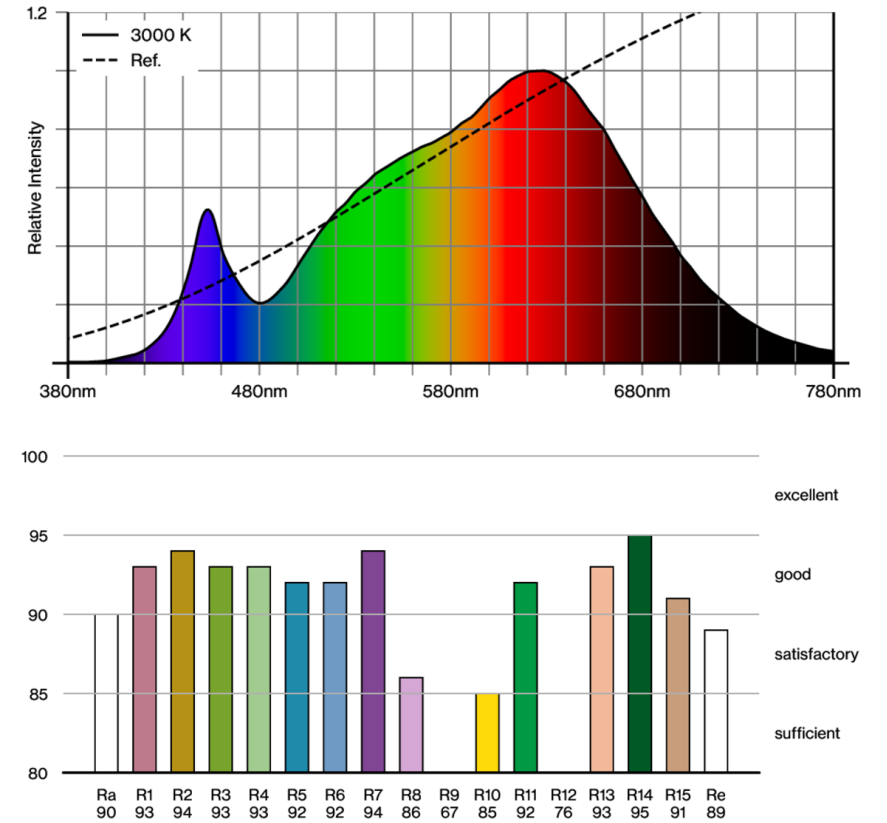 1.2
3000 K
Ref.
Relative Intensity
380nm 480nm 580nm 680nm 780nm
100
excellent
95
good
90
satisfactory
85
sufficient
80
Ra R1 R2 R3 R4 R5 R6 R7 R8 R9 R10 R11 R12 R13 R14 R15 Re
90 93 94 93 93 92 92 94 86 67 85 92 76 93 95 91 89